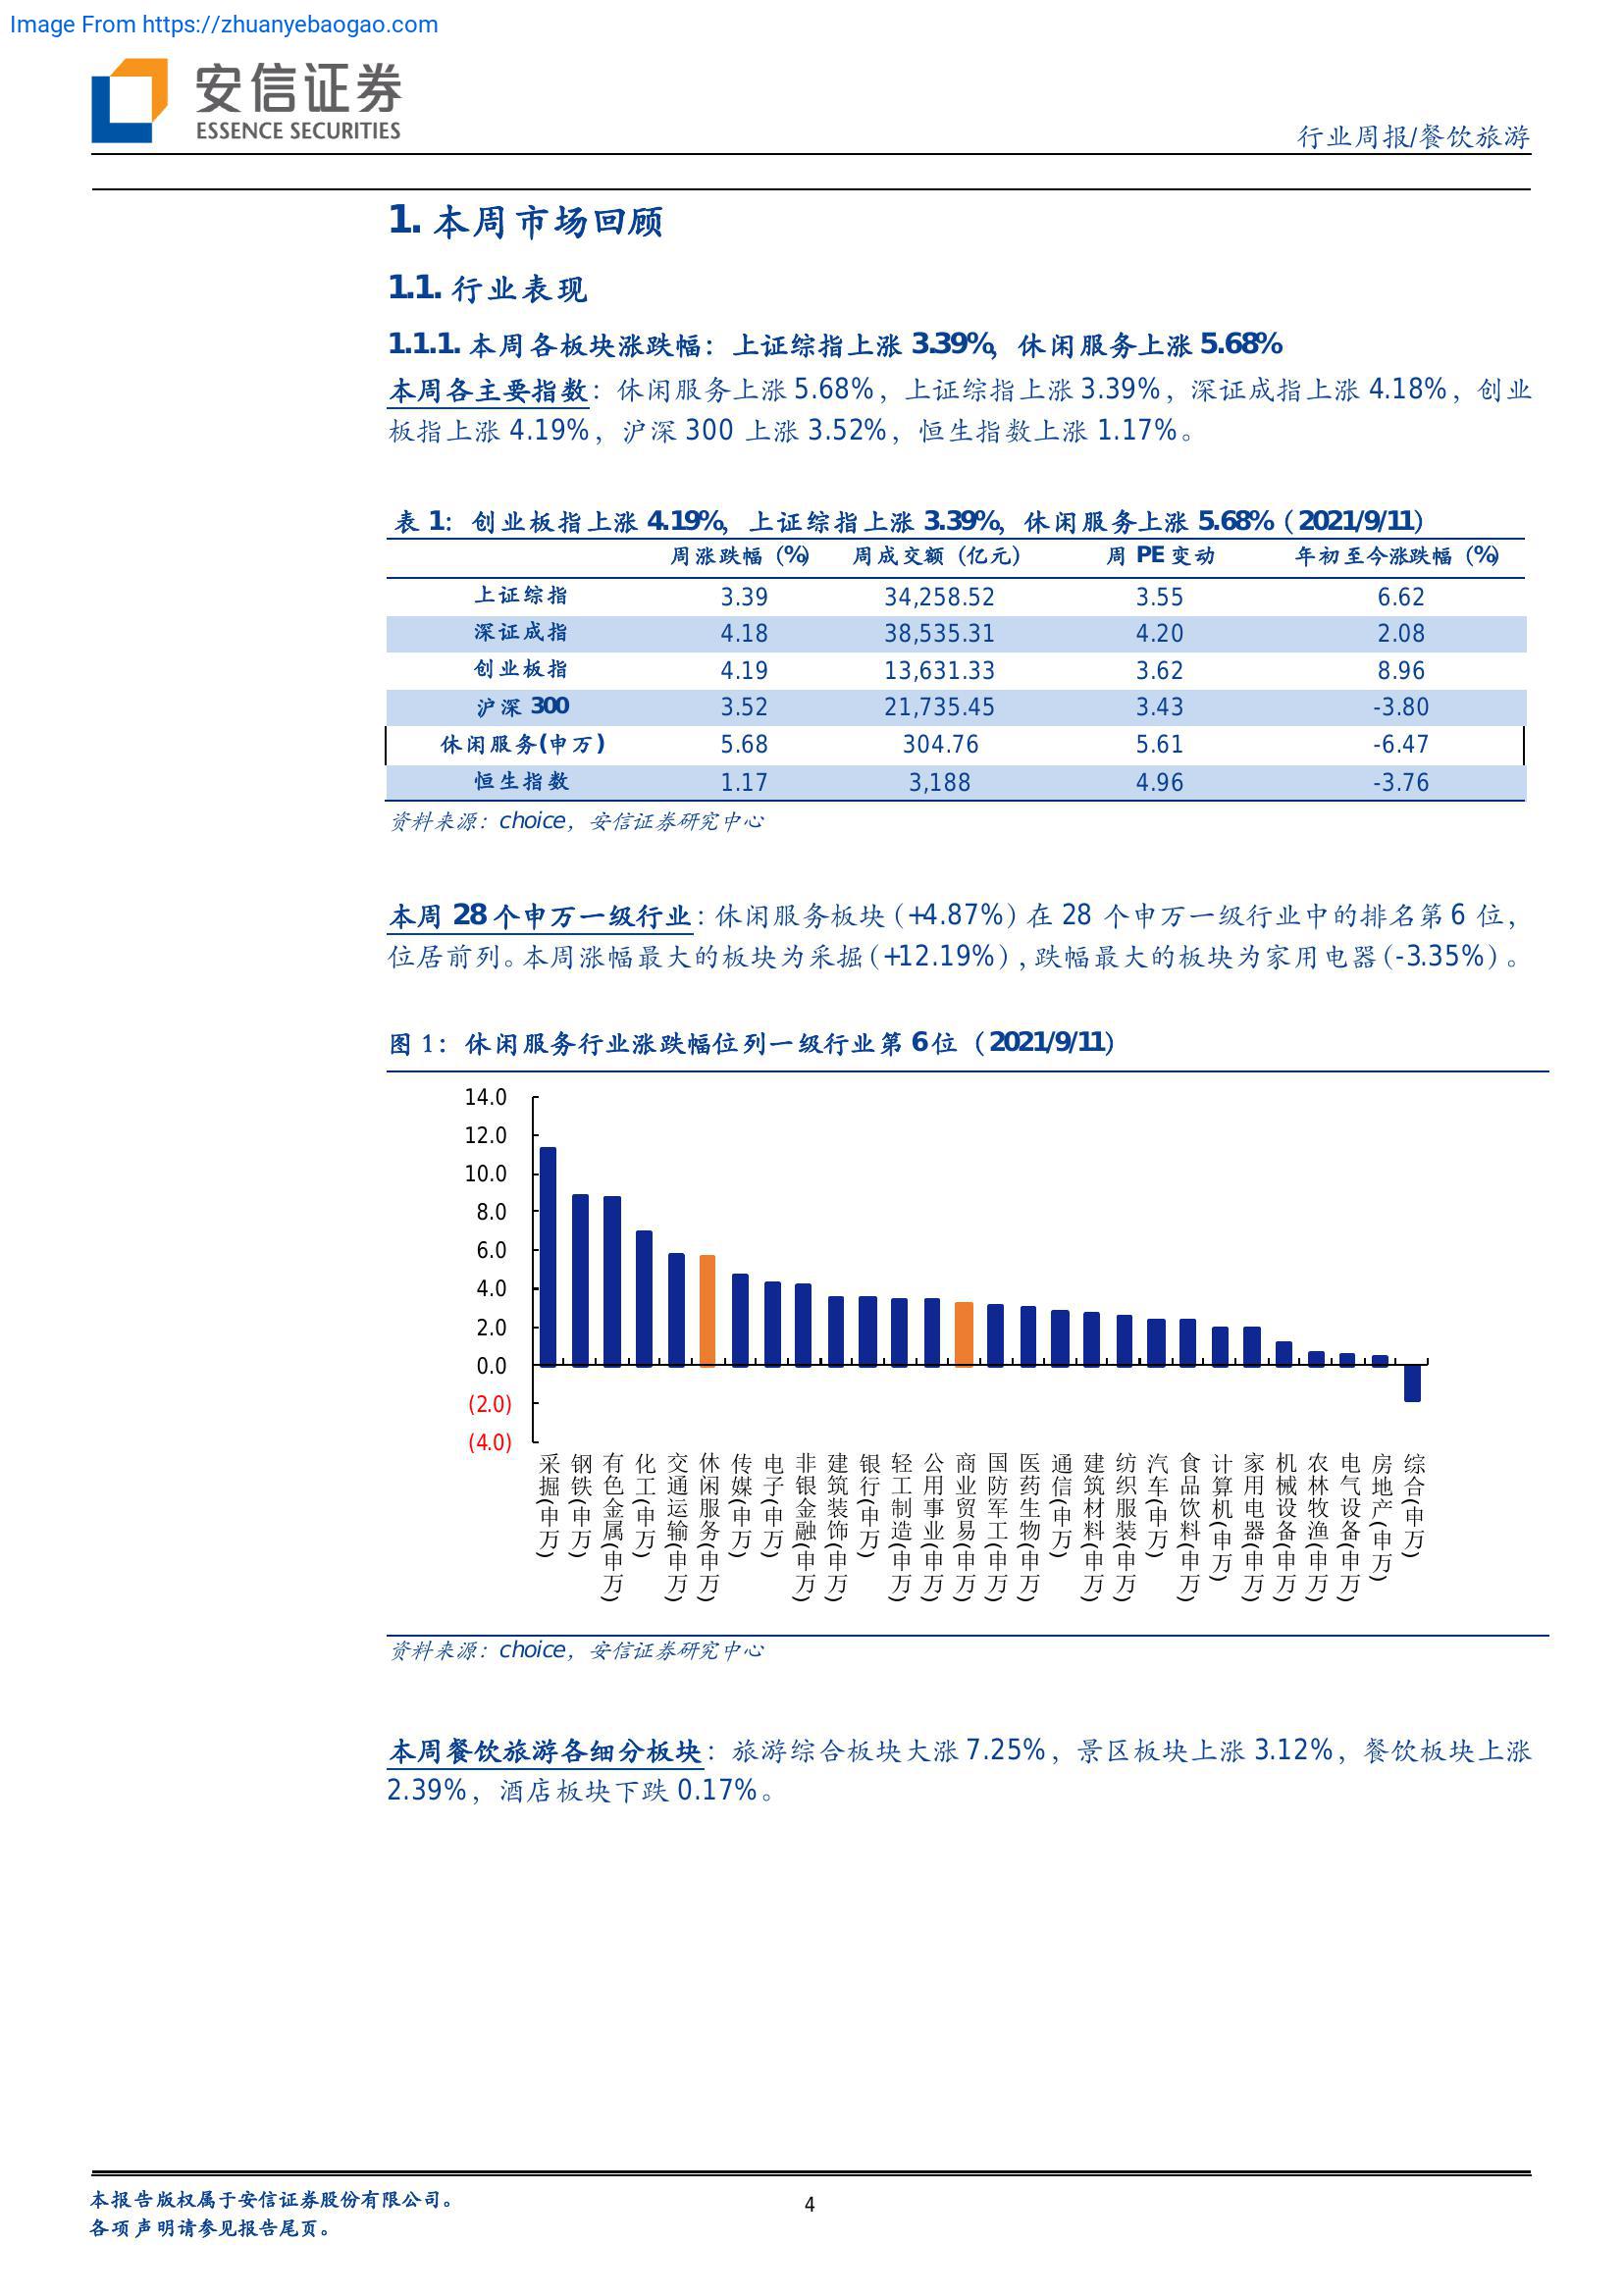 Image From https://zhuanyebaogao.com
安信证券
ESSENCE SECURITIES
行业周报/餐饮旅游
1. 本周市场回顾
1.1. 行业表现
1.1.1. 本周各板块涨跌幅：上证综指上涨 3.39%，休闲服务上涨 5.68%
本周各主要指数：休闲服务上涨 5.68%，上证综指上涨 3.39%，深证成指上涨 4.18%，创业
板指上涨 4.19%，沪深 300 上涨 3.52%，恒生指数上涨 1.17%。
表 1：创业板指上涨 4.19%，上证综指上涨 3.39%，休闲服务上涨 5.68%（2021/9/11）
周涨跌幅（%） 周成交额（亿元） 周 PE 变动 年初至今涨跌幅（%）
上证综指 3.39 34,258.52 3.55 6.62
深证成指 4.18 38,535.31 4.20 2.08
创业板指 4.19 13,631.33 3.62 8.96
沪深 300 3.52 21,735.45 3.43 -3.80
休闲服务(申万) 5.68 304.76 5.61 -6.47
恒生指数 1.17 3,188 4.96 -3.76
资料来源：choice，安信证券研究中心
本周 28 个申万一级行业：休闲服务板块（+4.87%）在 28 个申万一级行业中的排名第 6 位，
位居前列。本周涨幅最大的板块为采掘（+12.19%），跌幅最大的板块为家用电器（-3.35%）。
图 1：休闲服务行业涨跌幅位列一级行业第 6 位（2021/9/11）
14.0
12.0
10.0
8.0
6.0
4.0
2.0
0.0
(2.0)
(4.0)
采掘(申万)
钢铁(申万)
有色金属(申万)
化工(申万)
交通运输(申万)
休闲服务(申万)
传媒(申万)
电子(申万)
非银金融(申万)
建筑装饰(申万)
银行(申万)
轻工制造(申万)
公用事业(申万)
商业贸易(申万)
国防军工(申万)
医药生物(申万)
通信(申万)
建筑材料(申万)
纺织服装(申万)
汽车(申万)
食品饮料(申万)
计算机(申万)
家用电器(申万)
机械设备(申万)
农林牧渔(申万)
电气设备(申万)
房地产(申万)
综合(申万)
资料来源：choice，安信证券研究中心
本周餐饮旅游各细分板块：旅游综合板块大涨 7.25%，景区板块上涨 3.12%，餐饮板块上涨
2.39%，酒店板块下跌 0.17%。
本报告版权属于安信证券股份有限公司。
各项声明请参见报告尾页。
4